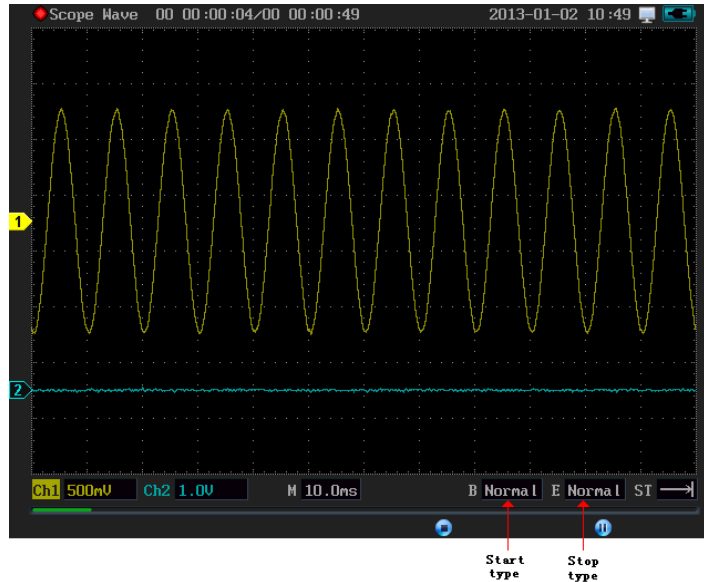 Scope Wave 00 00:00:04/00 00:00:49 2013-01-02 10:49
1
2
Ch1 500mV Ch2 1.0V M 10.0ms B Normal E Normal ST
Start type
Stop type